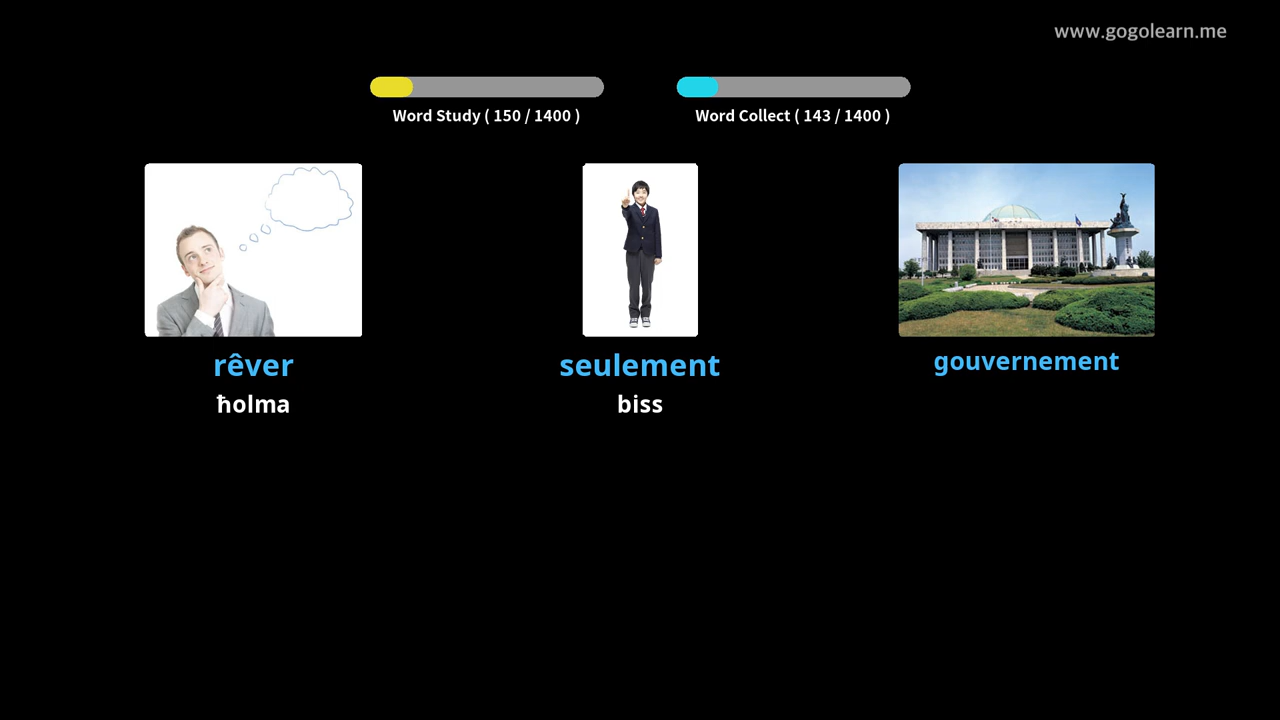 www.gogolearn.me
Word Study ( 150 / 1400 )
Word Collect ( 143 / 1400 )
rêver
ħolma
seulement
biss
gouvernement